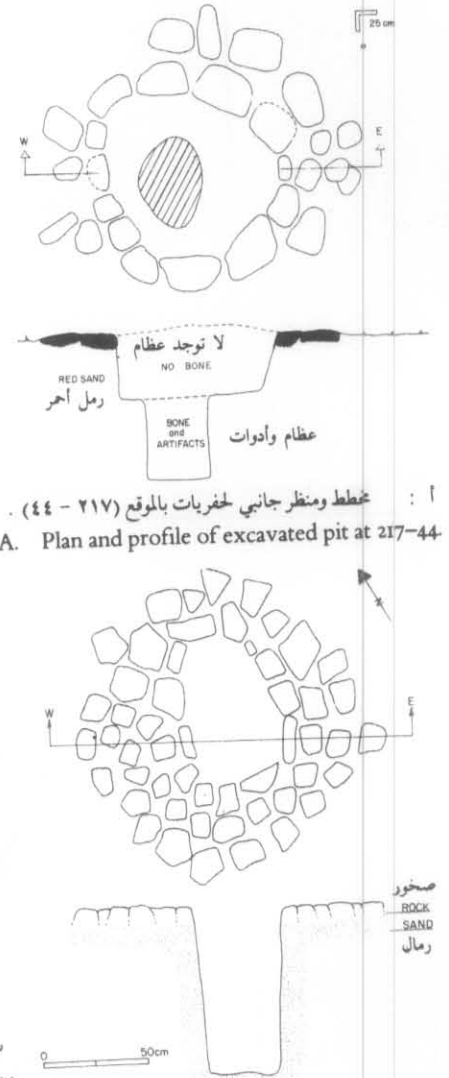 25 cm
W
E
لا توجد عظام
NO BONE
RED SAND
رمل أحمر
BONE
and
ARTIFACTS
عظام وأدوات
أ : مخطط ومنظر جانبي لحفريات بالموقع (٢١٧ - ٤٤) .
A. Plan and profile of excavated pit at 217-44
W
E
صخور
ROCK
SAND
رمال
0 50cm